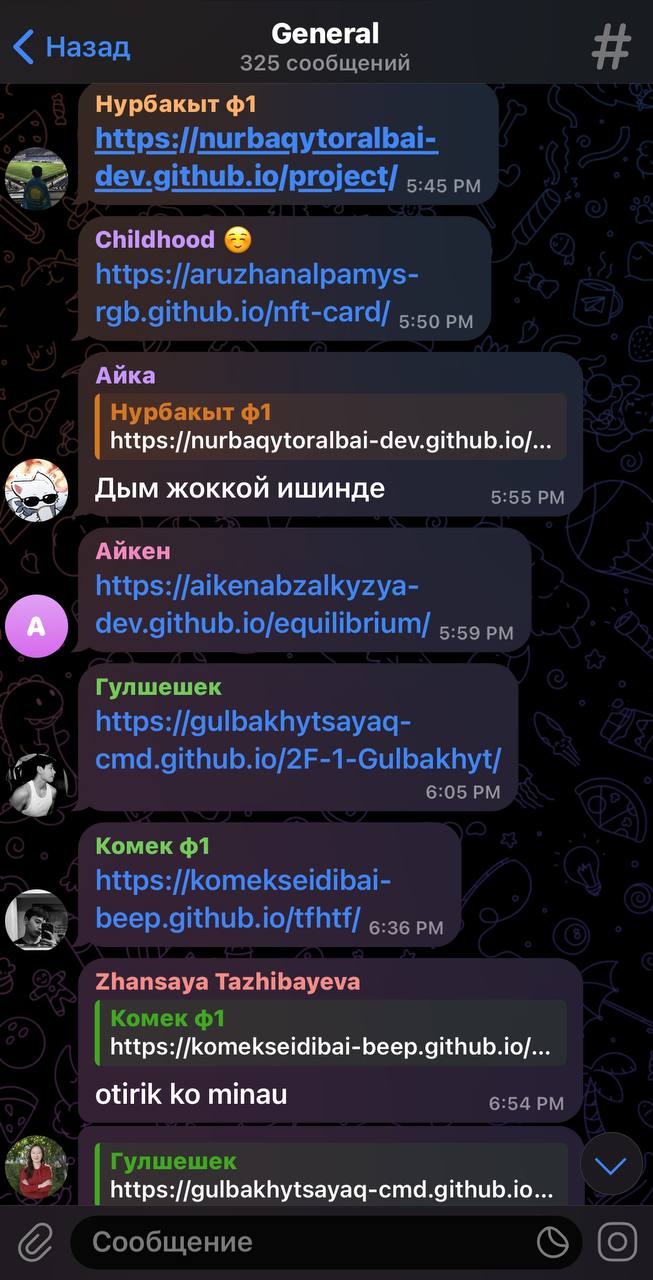 Назад
General
325 сообщений
Нурбакыт ф1
https://nurbaqytoralbai-
dev.github.io/project/ 5:45 PM
Childhood ☺️
https://aruzhanalpamys-
rgb.github.io/nft-card/ 5:50 PM
Айка
Нурбакыт ф1
https://nurbaqytoralbai-dev.github.io/...
Дым жоккой ишинде 5:55 PM
Айкен
https://aikenabzalkyzya-
A
dev.github.io/equilibrium/ 5:59 PM
Гулшешек
https://gulbakhytsayaq-
cmd.github.io/2F-1-Gulbakhyt/
6:05 PM
Комек ф1
https://komekseidibai-
beep.github.io/tfhtf/ 6:36 PM
Zhansaya Tazhibayeva
Комек ф1
https://komekseidibai-beep.github.io/...
otirik ko minau 6:54 PM
Гулшешек
https://gulbakhytsayaq-cmd.github.io...
Сообщение